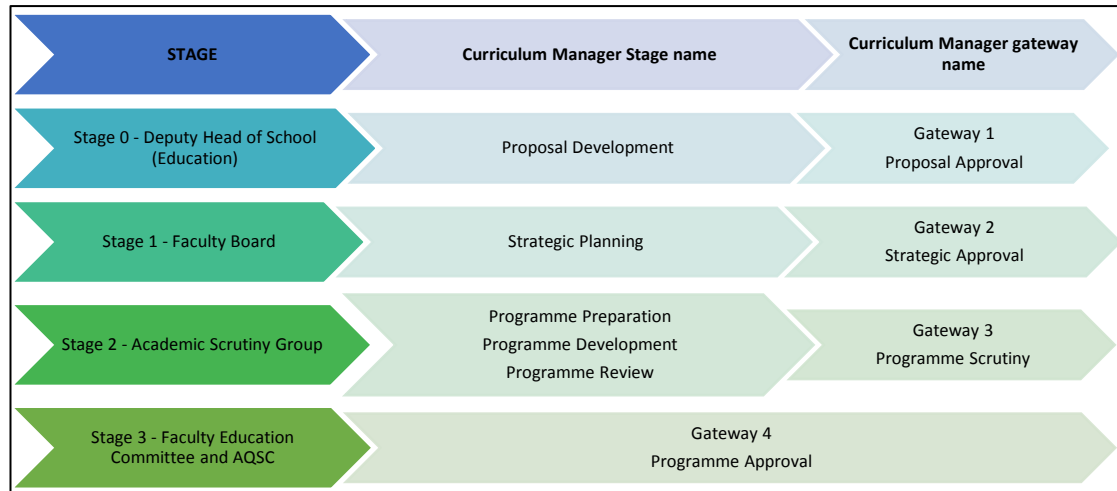 STAGE
Curriculum Manager Stage name
Curriculum Manager gateway
name
Stage 0 - Deputy Head of School
(Education)
Proposal Development
Gateway 1
Proposal Approval
Stage 1 - Faculty Board
Strategic Planning
Gateway 2
Strategic Approval
Stage 2 - Academic Scrutiny Group
Programme Preparation
Programme Development
Programme Review
Gateway 3
Programme Scrutiny
Stage 3 - Faculty Education
Committee and AQSC
Gateway 4
Programme Approval